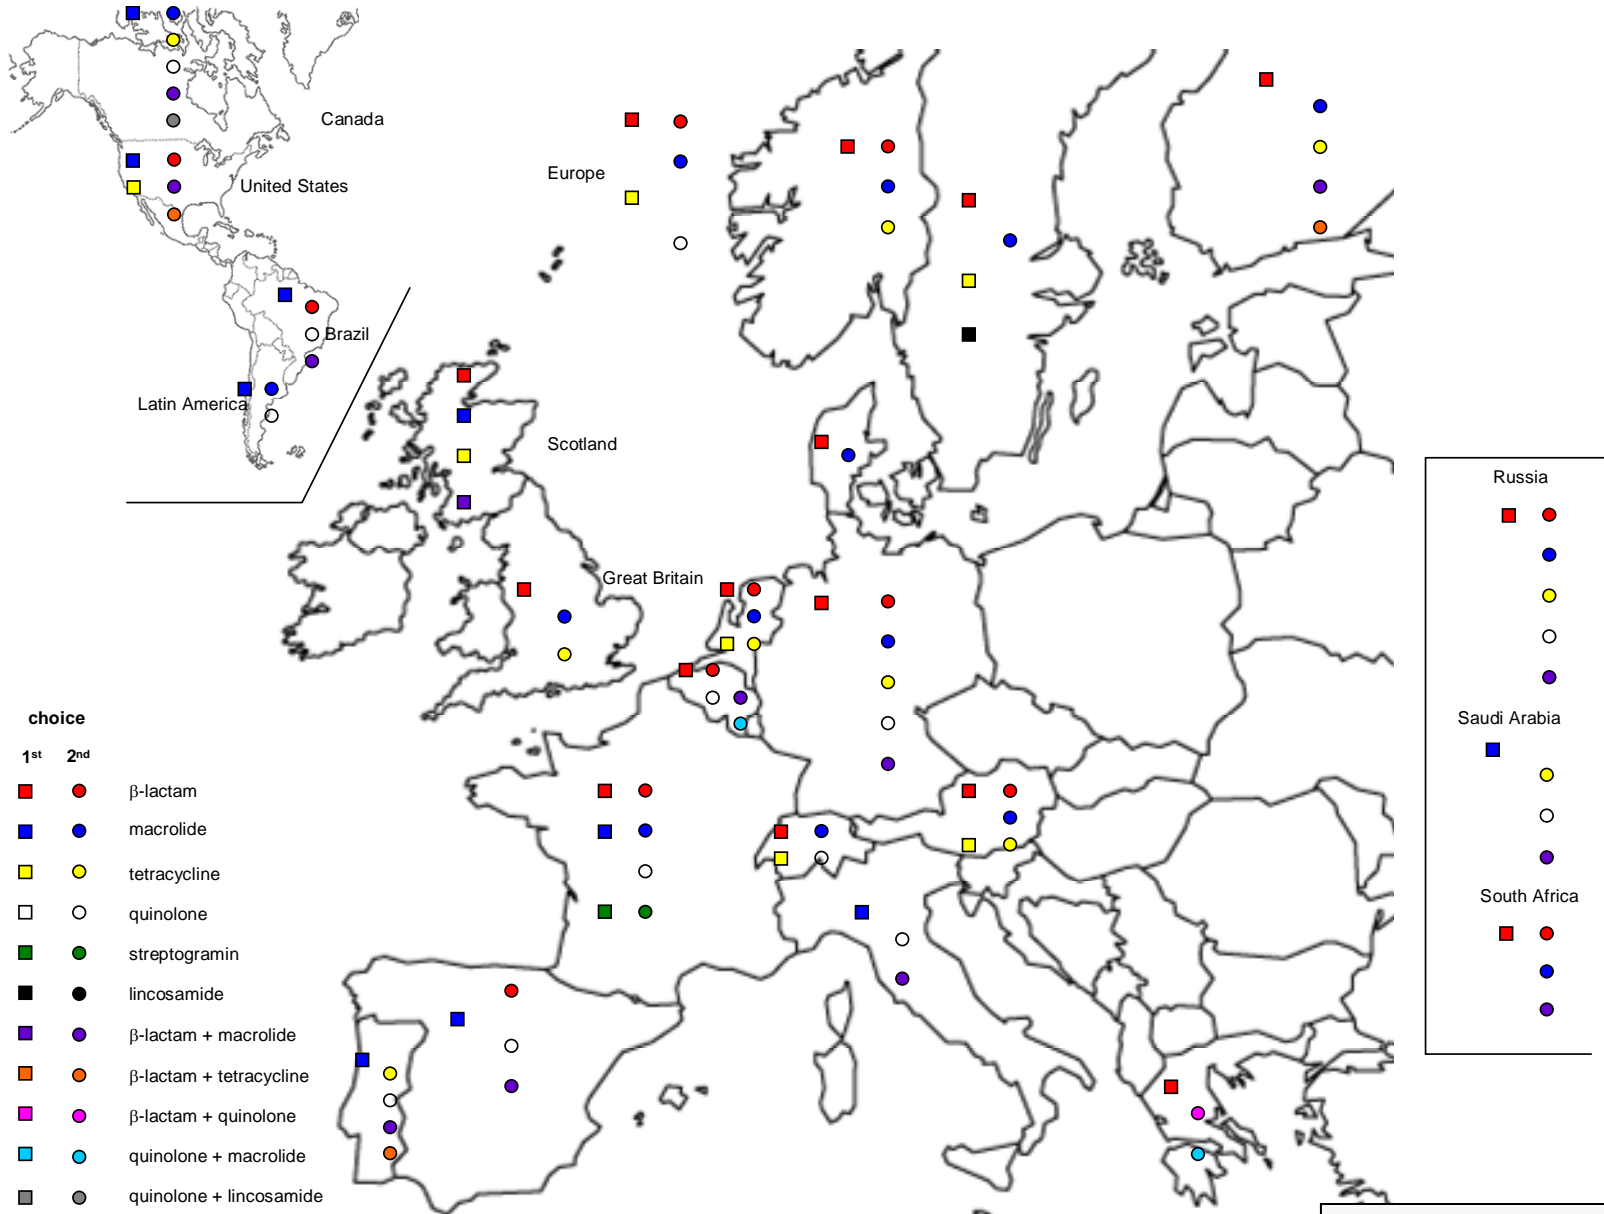 Canada
United States
Brazil
Latin America
Europe
Scotland
Great Britain
Russia
Saudi Arabia
South Africa
choice
1st 2nd
β-lactam
macrolide
tetracycline
quinolone
streptogramin
lincosamide
β-lactam + macrolide
β-lactam + tetracycline
β-lactam + quinolone
quinolone + macrolide
quinolone + lincosamide